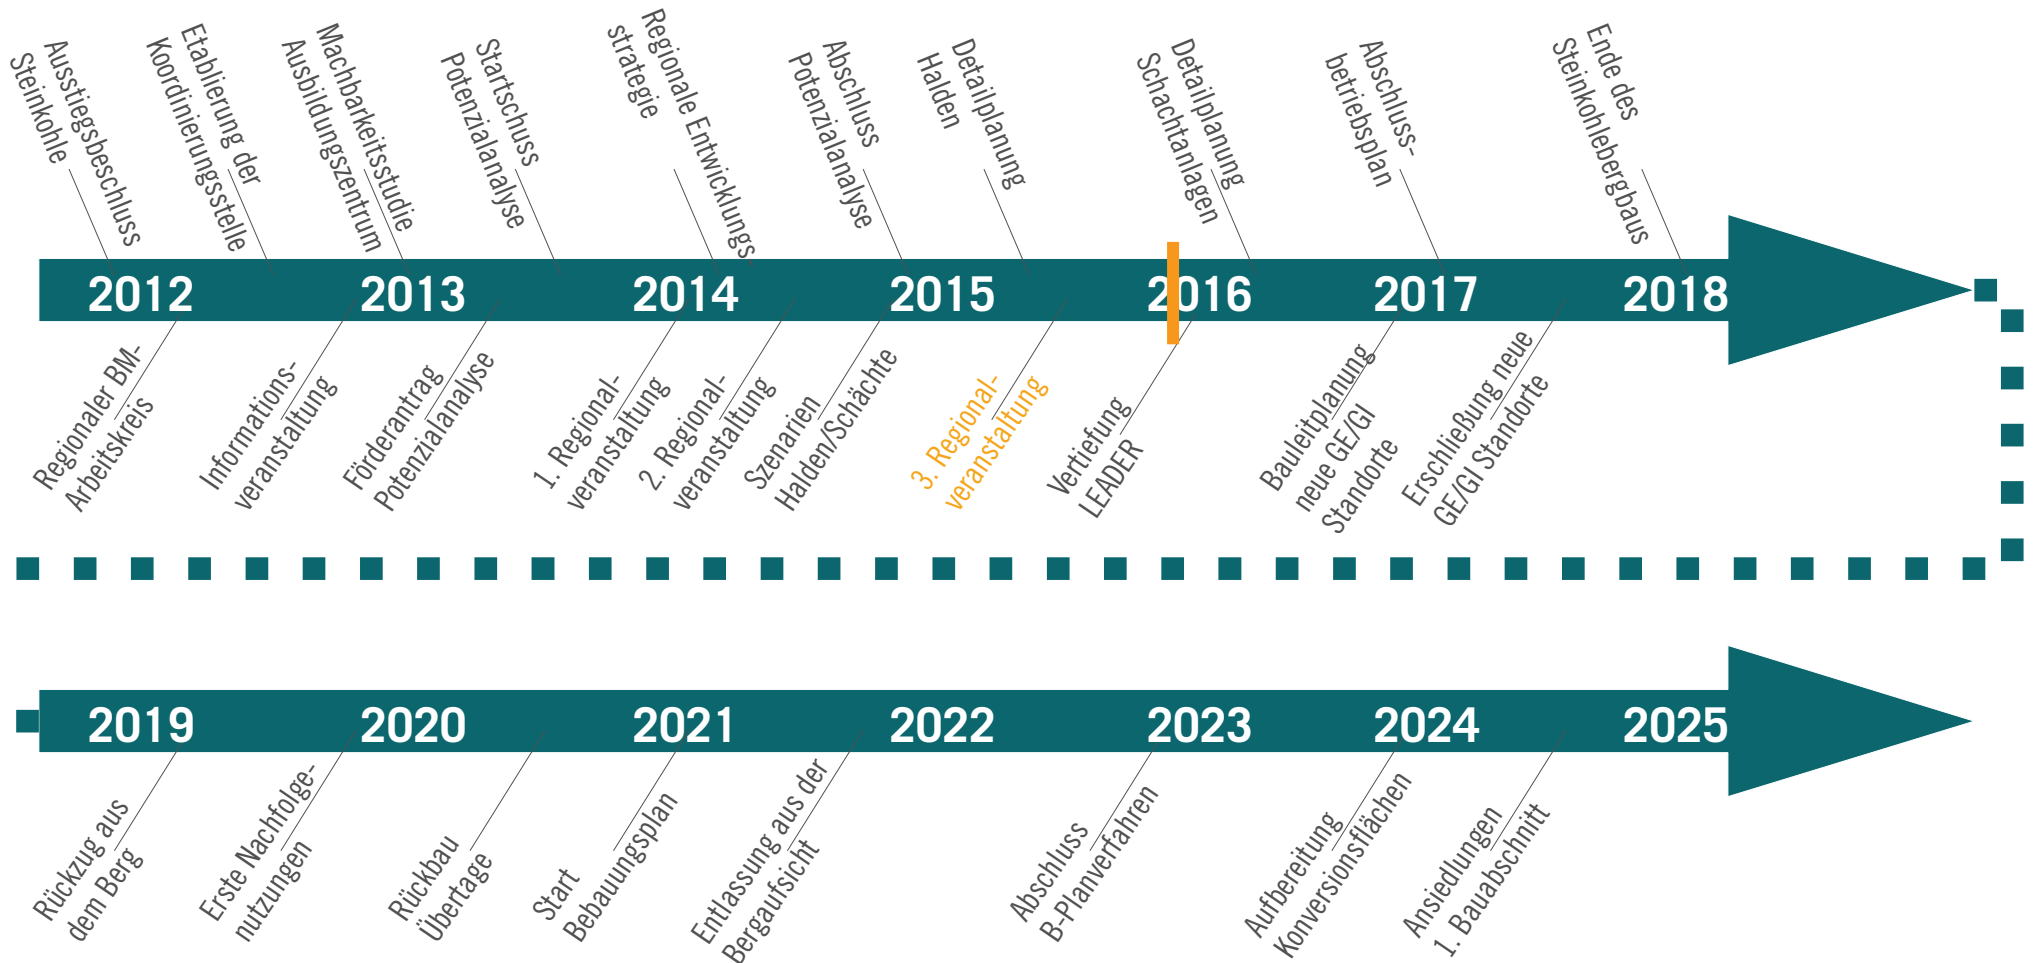 Ausstiegsbeschluss
Steinkohle
Etablierung der
Koordinierungsstelle
Machbarkeitsstudie
Ausbildungszentrum
Startschuss
Potenzialanalyse
Regionale Entwicklungs
strategie
Abschluss
Potenzialanalyse
Detailplanung
Halden
Detailplanung
Schachtanlagen
Abschluss-
betriebsplan
Ende des
Steinkohlebergbaus
2012
2013
2014
2015
2016
2017
2018
Regionaler BM-
Arbeitskreis
Informations-
veranstaltung
Förderantrag
Potenzialanalyse
1. Regional-
veranstaltung
2. Regional-
veranstaltung
Szenarien
Halden/Schächte
3. Regional-
veranstaltung
Vertiefung
LEADER
Bauleitplanung
neue GE/GI
Standorte
Erschließung neue
GE/GI Standorte
2019
2020
2021
2022
2023
2024
2025
Rückzug aus
dem Berg
Erste Nachfolge-
nutzungen
Rückbau
Übertage
Start
Bebauungsplan
Entlassung aus der
Bergaufsicht
Abschluss
B-Planverfahren
Aufbereitung
Konversionsflächen
Ansiedlungen
1. Bauabschnitt